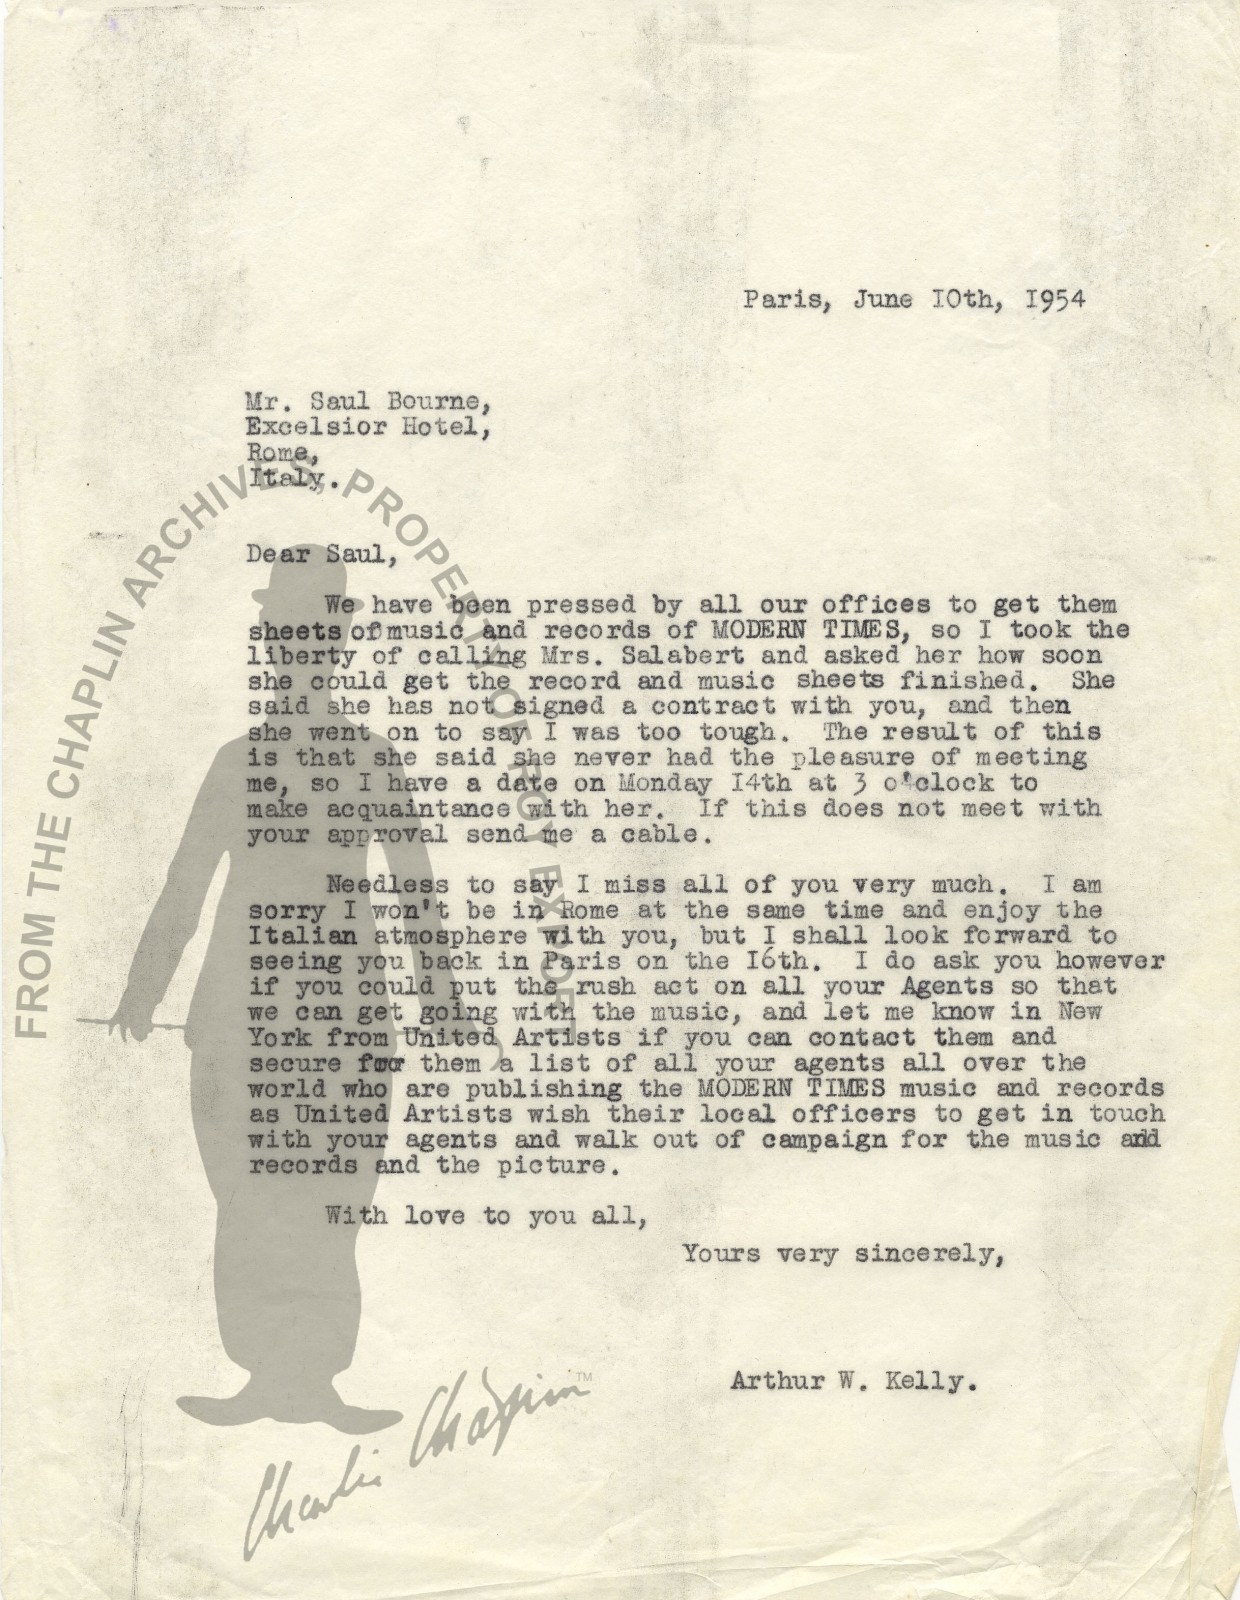 Paris, June IOth, I954
Mr. Saul Bourne,
Excelsior Hotel,
Rome,
Italy.
Dear Saul,
We have been pressed by all our offices to get them
sheets of music and records of MODERN TIMES, so I took the
liberty of calling Mrs. Salabert and asked her how soon
she could get the record and music sheets finished. She
said she has not signed a contract with you, and then
she went on to say I was too tough. The result of this
is that she said she never had the pleasure of meeting
me, so I have a date on Monday I4th at 3 o'clock to
make acquaintance with her. If this does not meet with
your approval send me a cable.
Needless to say I miss all of you very much. I am
sorry I won't be in Rome at the same time and enjoy the
Italian atmosphere with you, but I shall look forward to
seeing you back in Paris on the I6th. I do ask you however
if you could put the rush act on all your Agents so that
we can get going with the music, and let me know in New
York from United Artists if you can contact them and
secure for them a list of all your agents all over the
world who are publishing the MODERN TIMES music and records
as United Artists wish their local officers to get in touch
with your agents and walk out of campaign for the music and
records and the picture.
With love to you all,
Yours very sincerely,
Arthur W. Kelly.
FROM THE CHAPLIN ARCHIVES, PROPERTY OF ROY EXPORT
Charlie Chaplin TM